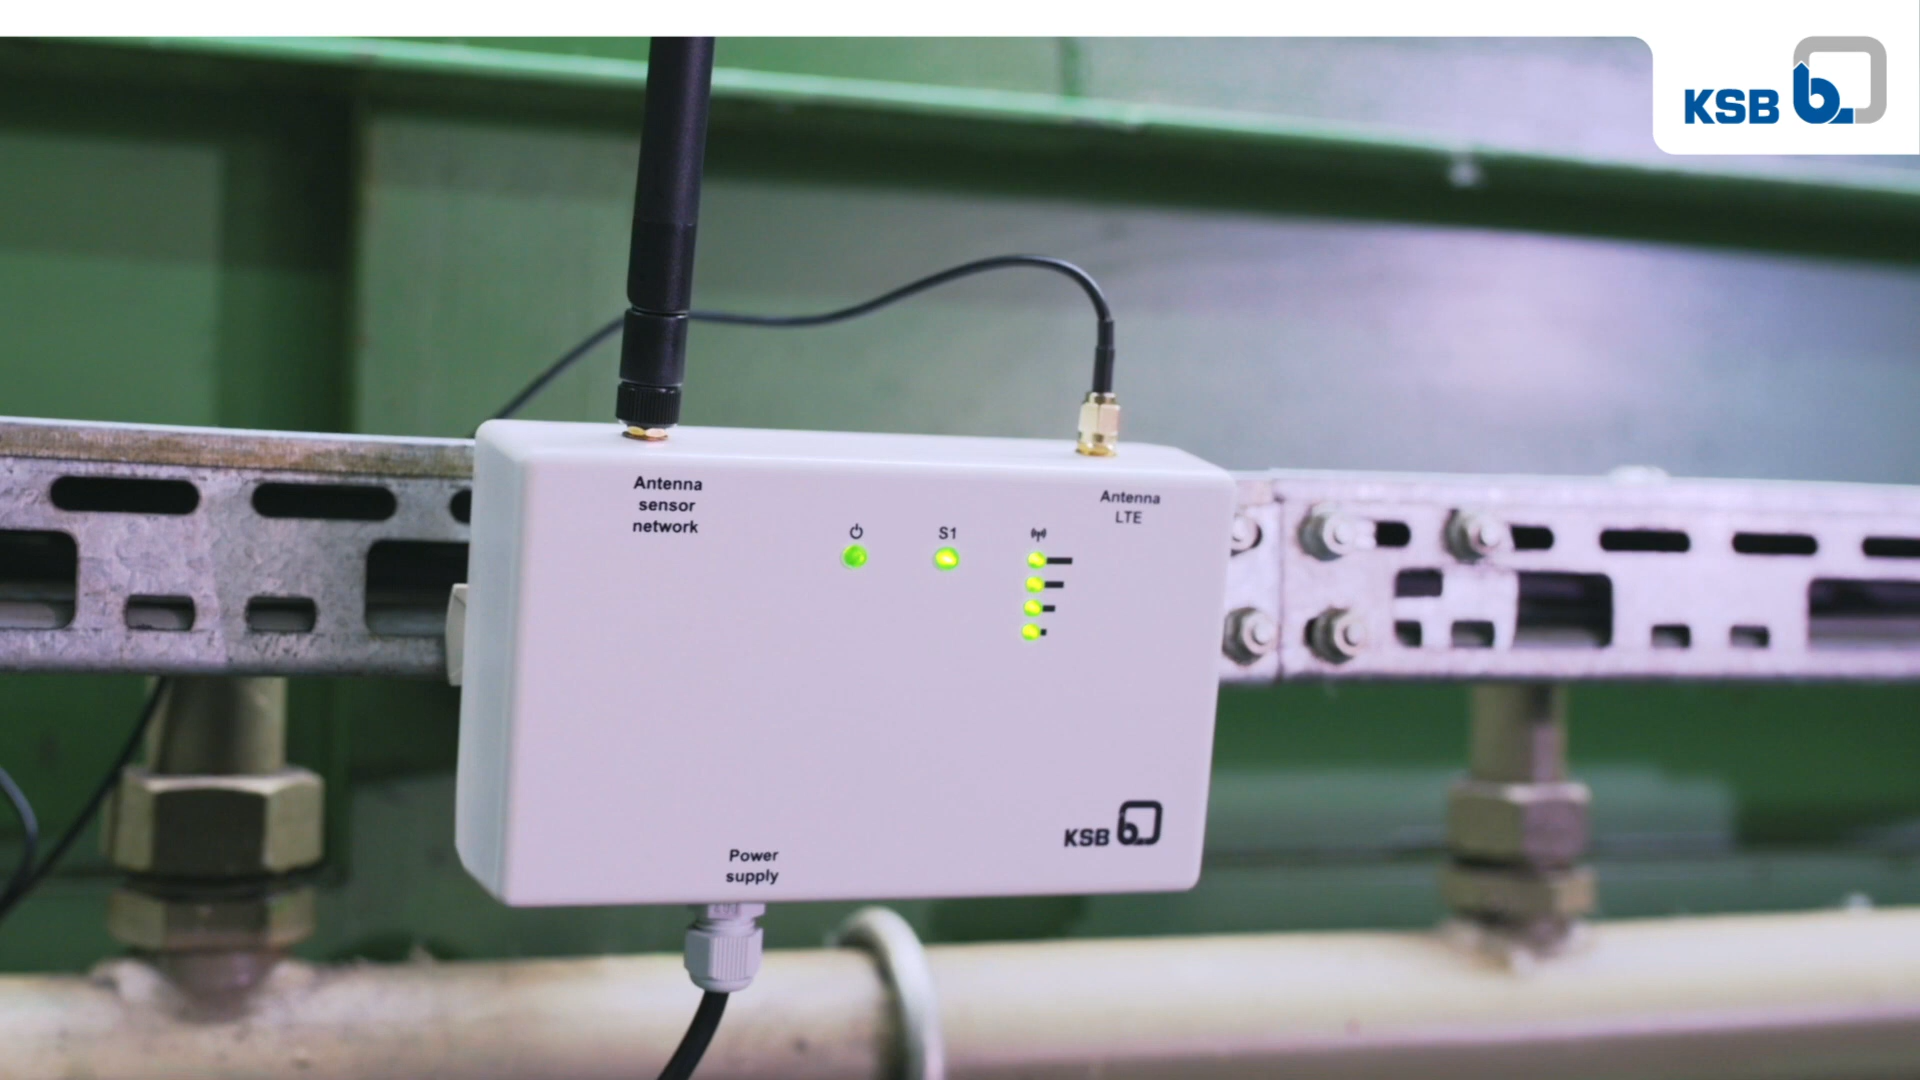 KSB
Antenna
sensor
network
Antenna
LTE
S1
KSB
Power
supply